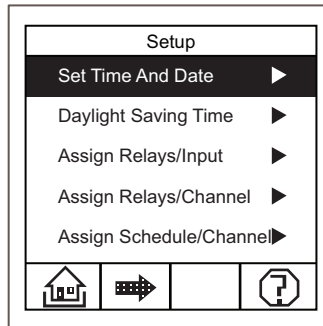 Setup
Set Time And Date
Daylight Saving Time
Assign Relays/Input
Assign Relays/Channel
Assign Schedule/Channel
?